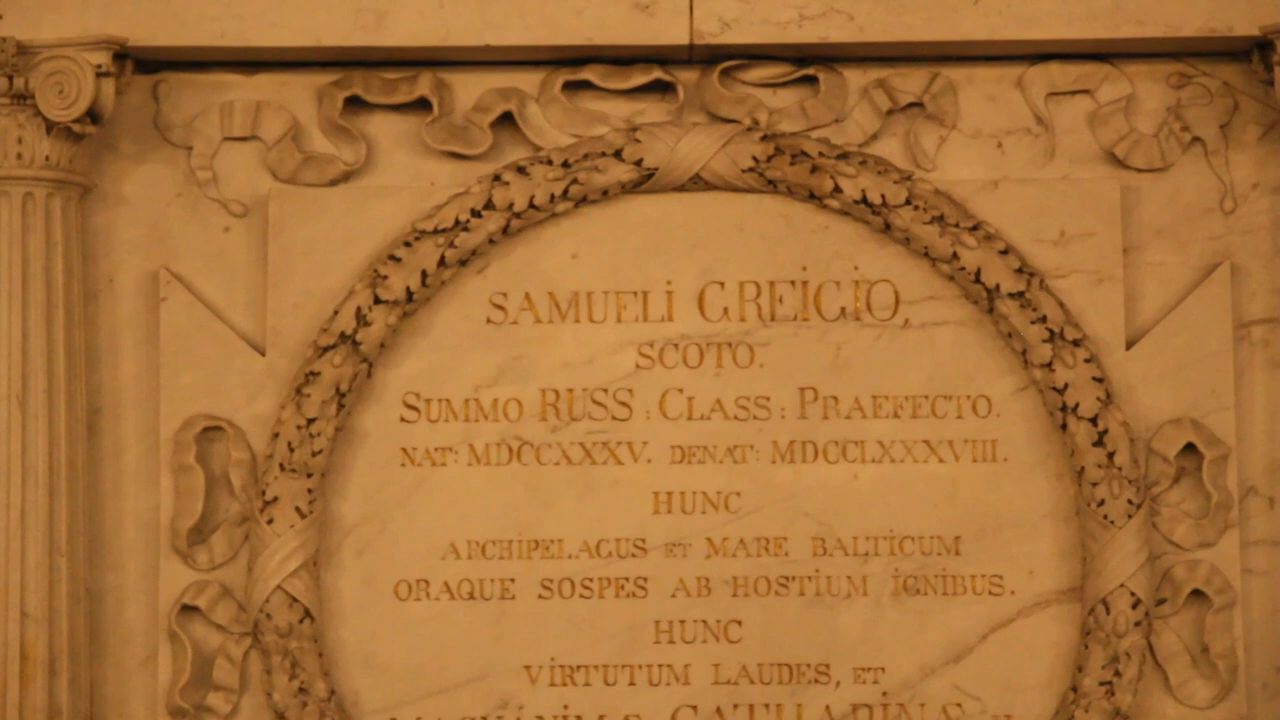 SAMUELI GREIGIO,
SCOTO.
SUMMO RUSS : CLASS : PRAEFECTO.
NAT: MDCCXXXV. DENAT: MDCCLXXXVIII.
HUNC
ARCHIPELAGUS ET MARE BALTICUM
ORAQUE SOSPES AB HOSTIUM IGNIBUS.
HUNC
VIRTUTUM LAUDES, ET
CATHARINÆ